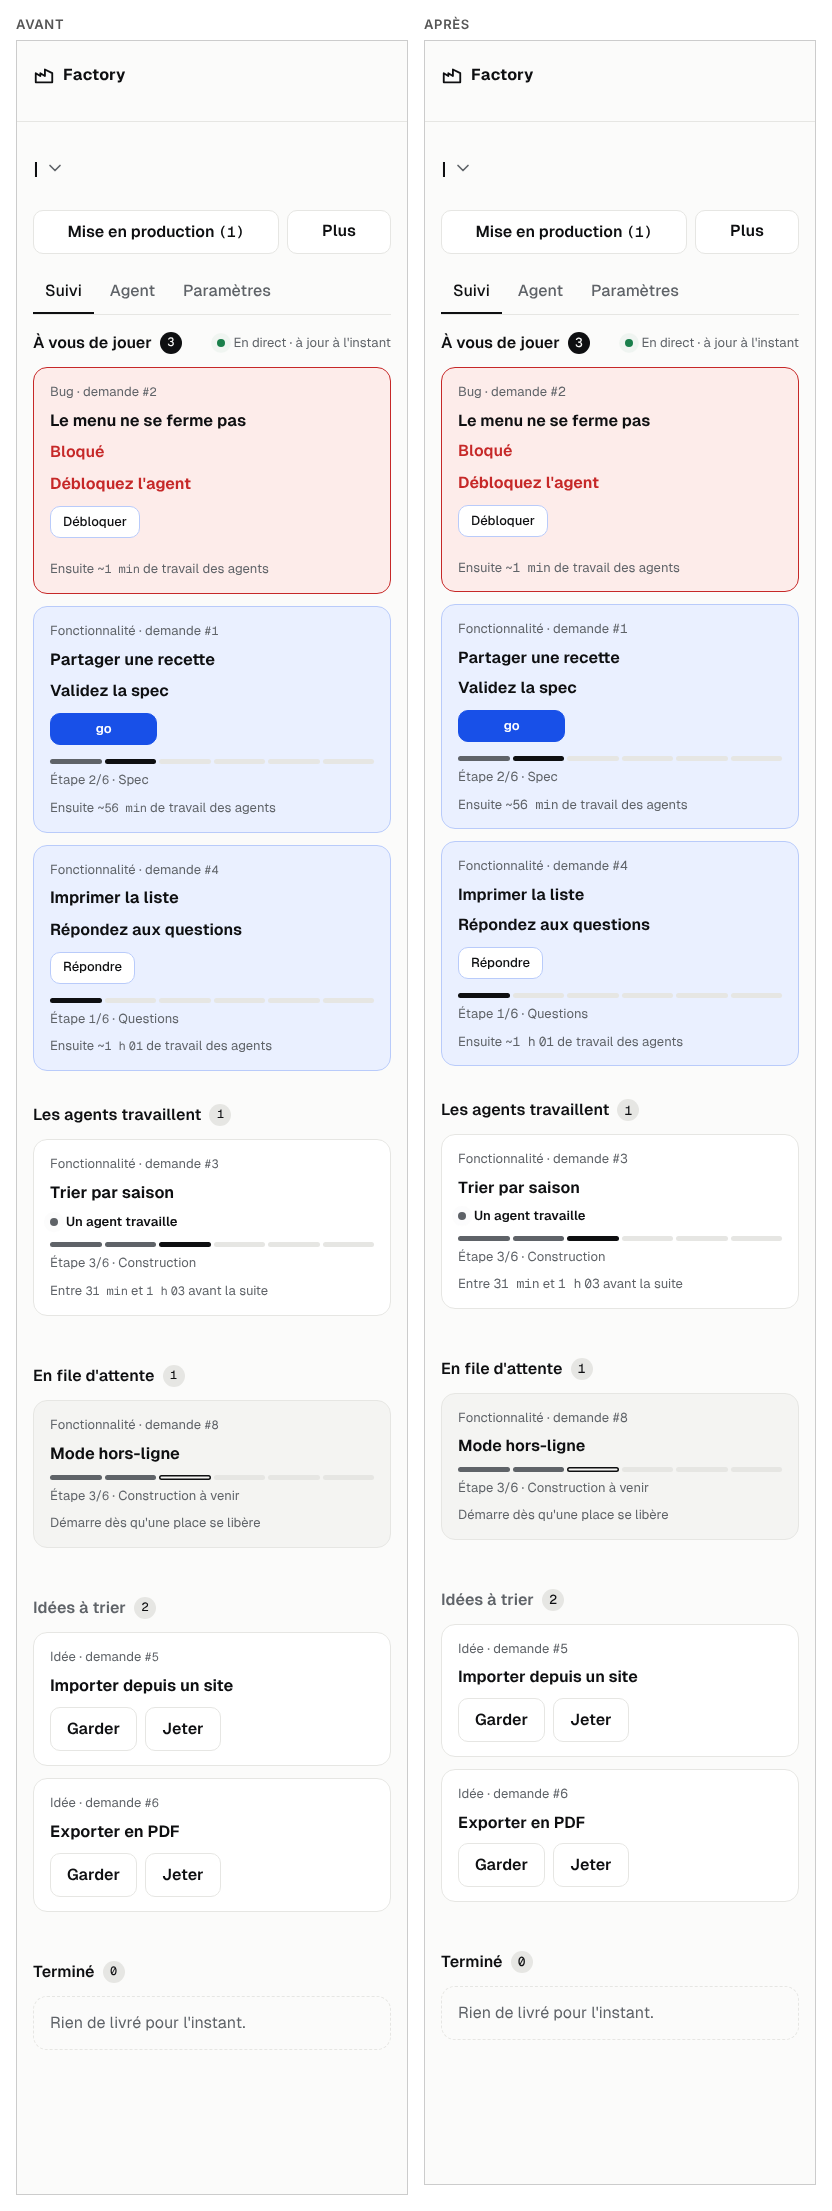 AVANT
Factory
Mise en production (1)
Plus
Suivi
Agent
Paramètres
À vous de jouer 3
En direct · à jour à l'instant
Bug · demande #2
Le menu ne se ferme pas
Bloqué
Débloquez l'agent
Débloquer
Ensuite ~1 min de travail des agents
Fonctionnalité · demande #1
Partager une recette
Validez la spec
go
Étape 2/6 · Spec
Ensuite ~56 min de travail des agents
Fonctionnalité · demande #4
Imprimer la liste
Répondez aux questions
Répondre
Étape 1/6 · Questions
Ensuite ~1 h 01 de travail des agents
Les agents travaillent 1
Fonctionnalité · demande #3
Trier par saison
Un agent travaille
Étape 3/6 · Construction
Entre 31 min et 1 h 03 avant la suite
En file d'attente 1
Fonctionnalité · demande #8
Mode hors-ligne
Étape 3/6 · Construction à venir
Démarre dès qu'une place se libère
Idées à trier 2
Idée · demande #5
Importer depuis un site
Garder
Jeter
Idée · demande #6
Exporter en PDF
Garder
Jeter
Terminé 0
Rien de livré pour l'instant.
APRÈS
Factory
Mise en production (1)
Plus
Suivi
Agent
Paramètres
À vous de jouer 3
En direct · à jour à l'instant
Bug · demande #2
Le menu ne se ferme pas
Bloqué
Débloquez l'agent
Débloquer
Ensuite ~1 min de travail des agents
Fonctionnalité · demande #1
Partager une recette
Validez la spec
go
Étape 2/6 · Spec
Ensuite ~56 min de travail des agents
Fonctionnalité · demande #4
Imprimer la liste
Répondez aux questions
Répondre
Étape 1/6 · Questions
Ensuite ~1 h 01 de travail des agents
Les agents travaillent 1
Fonctionnalité · demande #3
Trier par saison
Un agent travaille
Étape 3/6 · Construction
Entre 31 min et 1 h 03 avant la suite
En file d'attente 1
Fonctionnalité · demande #8
Mode hors-ligne
Étape 3/6 · Construction à venir
Démarre dès qu'une place se libère
Idées à trier 2
Idée · demande #5
Importer depuis un site
Garder
Jeter
Idée · demande #6
Exporter en PDF
Garder
Jeter
Terminé 0
Rien de livré pour l'instant.